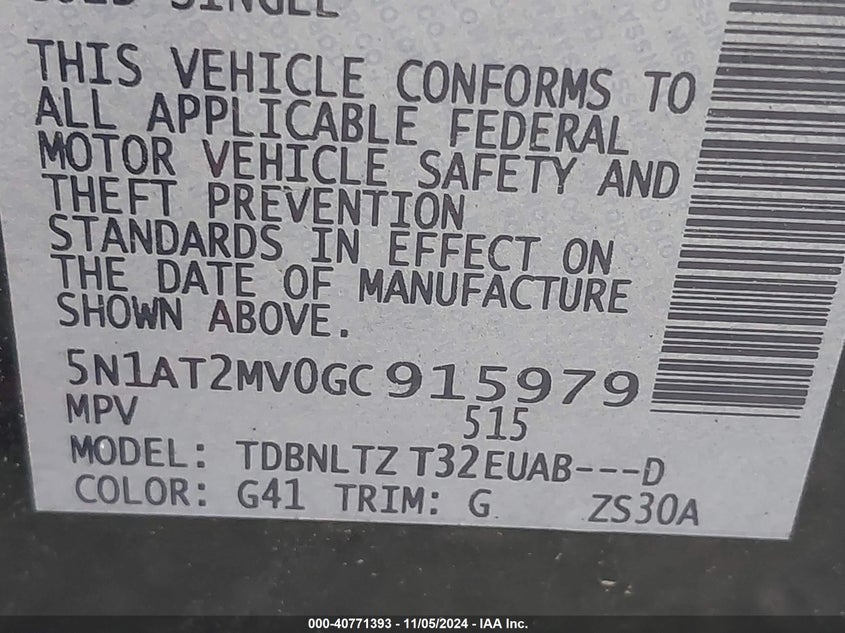 SINGLE
THIS VEHICLE CONFORMS TO
ALL APPLICABLE FEDERAL
MOTOR VEHICLE SAFETY AND
THEFT PREVENTION
STANDARDS IN EFFECT ON
THE DATE OF MANUFACTURE
SHOWN ABOVE.
5N1AT2MV0GC915979
MPV 515
MODEL: TDBNLTZ T32EUAB---D
COLOR: G41 TRIM: G ZS30A
000-40771393 - 11/05/2024 - IAA Inc.